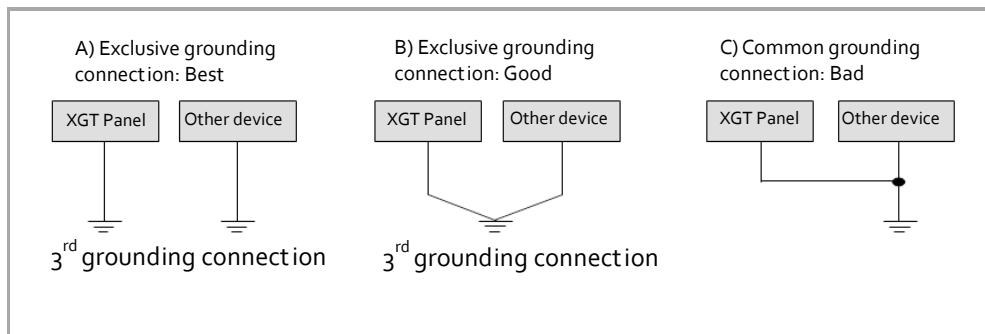 A) Exclusive grounding
connection: Best
XGT Panel
Other device
3rd grounding connection
B) Exclusive grounding
connection: Good
XGT Panel
Other device
3rd grounding connection
C) Common grounding
connection: Bad
XGT Panel
Other device